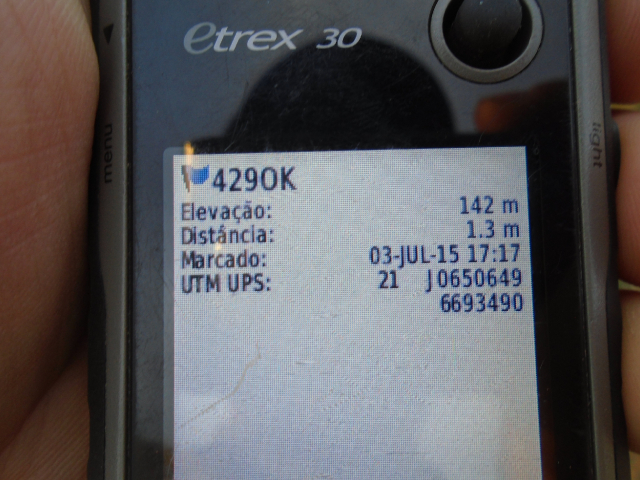 etrex 30
menu
light
429OK
Elevação: 142 m
Distância: 1.3 m
Marcado: 03-JUL-15 17:17
UTM UPS: 21 J0650649
6693490